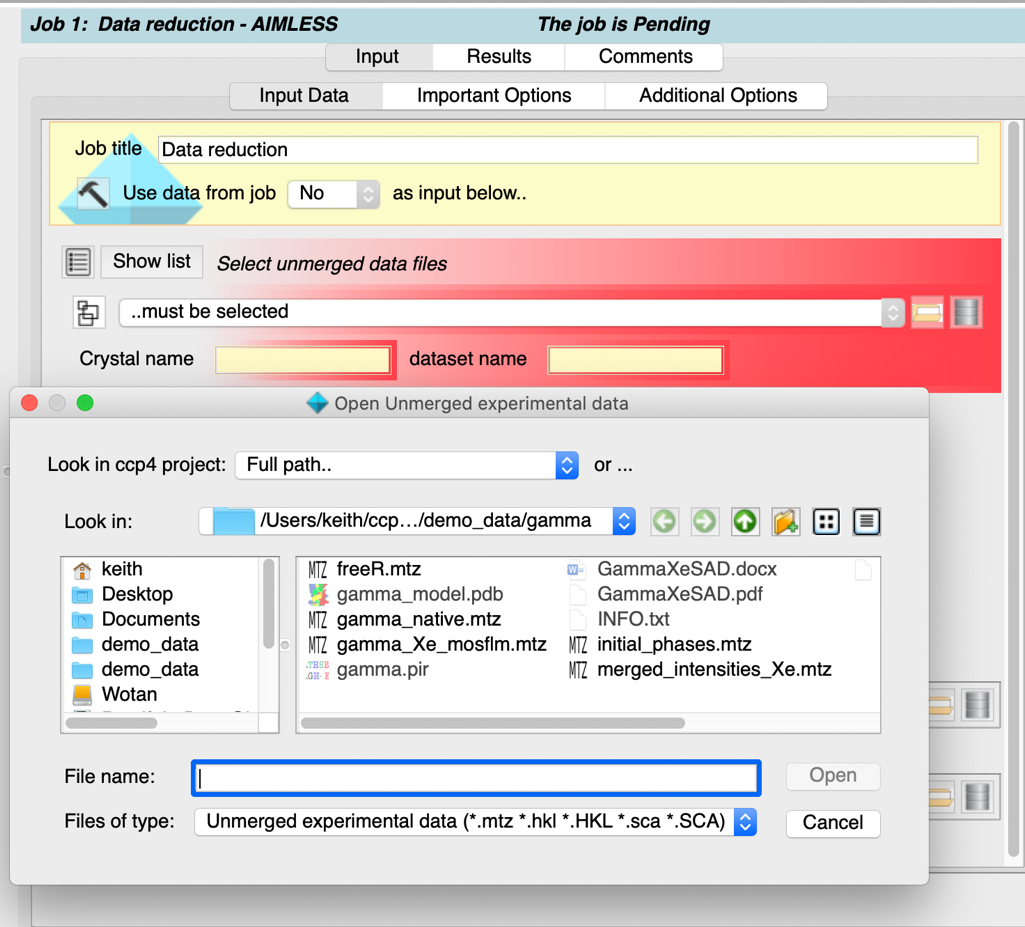 Job 1: Data reduction - AIMLESS The job is Pending
Input Results Comments
Input Data Important Options Additional Options
Job title Data reduction
Use data from job No as input below..
Show list Select unmerged data files
..must be selected
Crystal name dataset name
Open Unmerged experimental data
Look in ccp4 project: Full path.. or ...
Look in: /Users/keith/ccp…/demo_data/gamma
keith
Desktop
Documents
demo_data
demo_data
Wotan
MTZ freeR.mtz
gamma_model.pdb
MTZ gamma_native.mtz
MTZ gamma_Xe_mosflm.mtz
gamma.pir
GammaXeSAD.docx
GammaXeSAD.pdf
INFO.txt
MTZ initial_phases.mtz
MTZ merged_intensities_Xe.mtz
File name: Open
Files of type: Unmerged experimental data (*.mtz *.hkl *.HKL *.sca *.SCA) Cancel